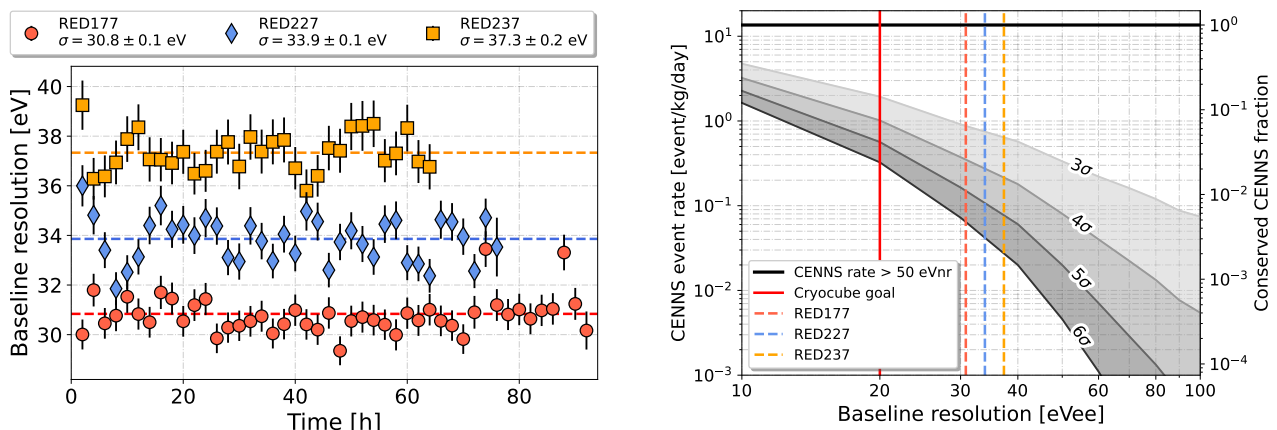 RED177
σ = 30.8 ± 0.1 eV
RED227
σ = 33.9 ± 0.1 eV
RED237
σ = 37.3 ± 0.2 eV
Baseline resolution [eV]
40
38
36
34
32
30
0
20
40
60
80
Time [h]
CENNS event rate [event/kg/day]
10¹
10⁰
10⁻¹
10⁻²
10⁻³
3σ
4σ
5σ
6σ
CENNS rate > 50 eVnr
Cryocube goal
RED177
RED227
RED237
10
20
30
40
60
80
100
Baseline resolution [eVee]
10⁰
10⁻¹
10⁻²
10⁻³
10⁻⁴
Conserved CENNS fraction